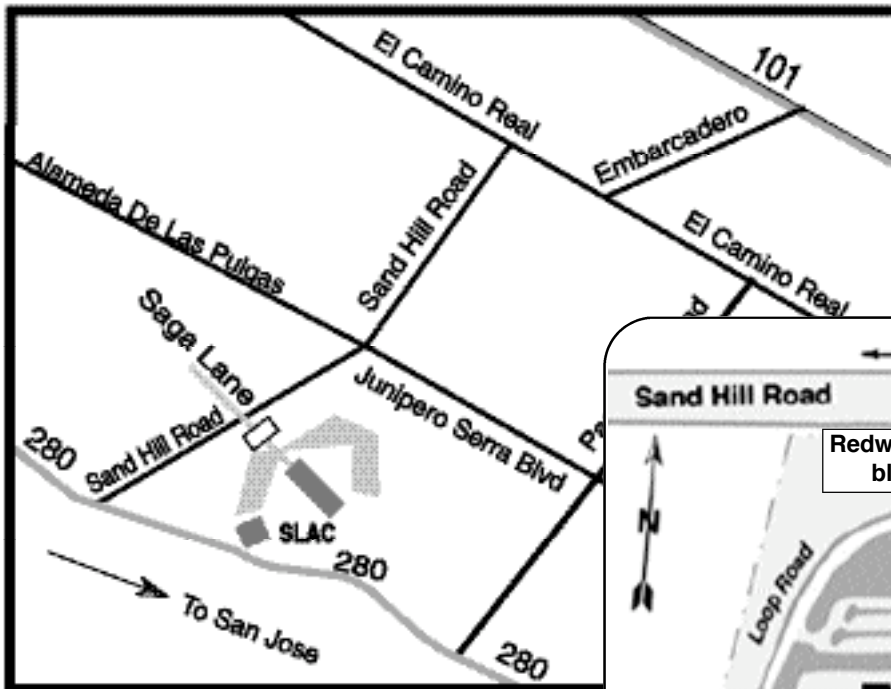 101
El Camino Real
Embarcadero
Alameda De Las Pulgas
Sand Hill Road
El Camino Real
Saga Lane
Junipero Serra Blvd
Sand Hill Road
280
SLAC
280
To San Jose
280
Sand Hill Road
N
Loop Road